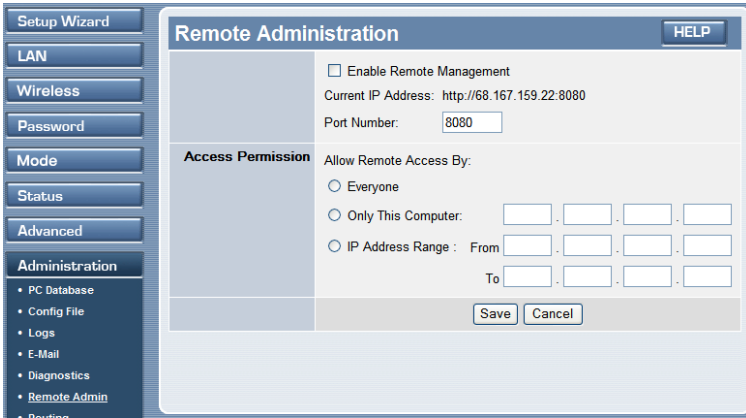 Setup Wizard
LAN
Wireless
Password
Mode
Status
Advanced
Administration
• PC Database
• Config File
• Logs
• E-Mail
• Diagnostics
• Remote Admin
• Routing
Remote Administration
HELP
Enable Remote Management
Current IP Address: http://68.167.159.22:8080
Port Number: 8080
Access Permission
Allow Remote Access By:
Everyone
Only This Computer: . . .
IP Address Range : From . . .
To . . .
Save Cancel